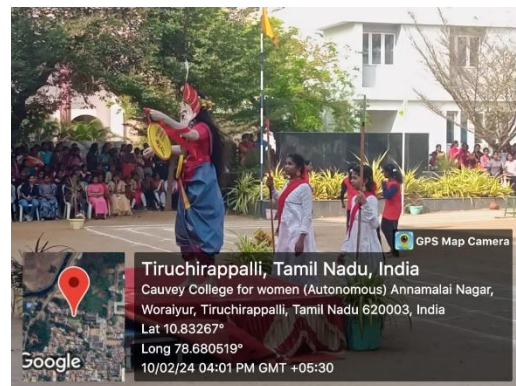 GPS Map Camera
Tiruchirappalli, Tamil Nadu, India
Cauvey College for women (Autonomous) Annamalai Nagar,
Woraiyur, Tiruchirappalli, Tamil Nadu 620003, India
Lat 10.83267°
Long 78.680519°
10/02/24 04:01 PM GMT +05:30
Google